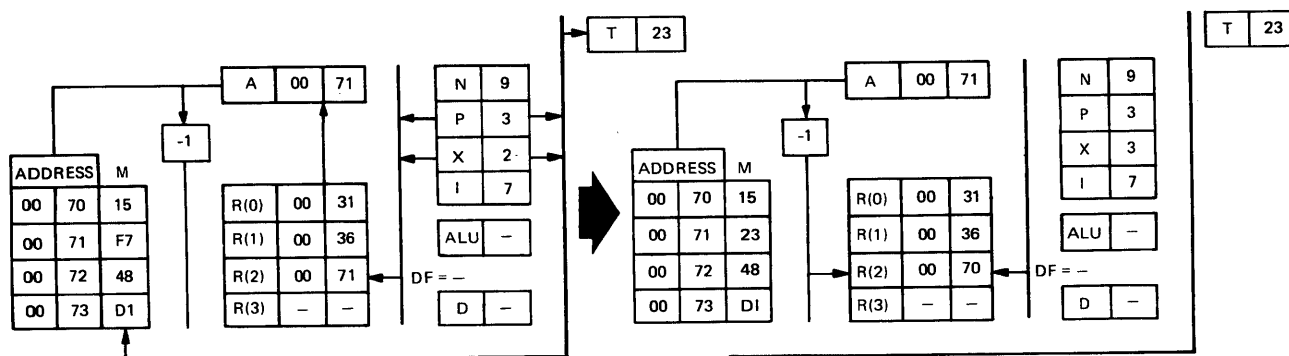 T 23
A 00 71
-1
N 9
P 3
X 2
I 7
ADDRESS M
00 70 15
00 71 F7
00 72 48
00 73 D1
R(0) 00 31
R(1) 00 36
R(2) 00 71
R(3) – –
ALU –
DF = –
D –
T 23
A 00 71
-1
N 9
P 3
X 3
I 7
ADDRESS M
00 70 15
00 71 23
00 72 48
00 73 DI
R(0) 00 31
R(1) 00 36
R(2) 00 70
R(3) – –
ALU –
DF = –
D –